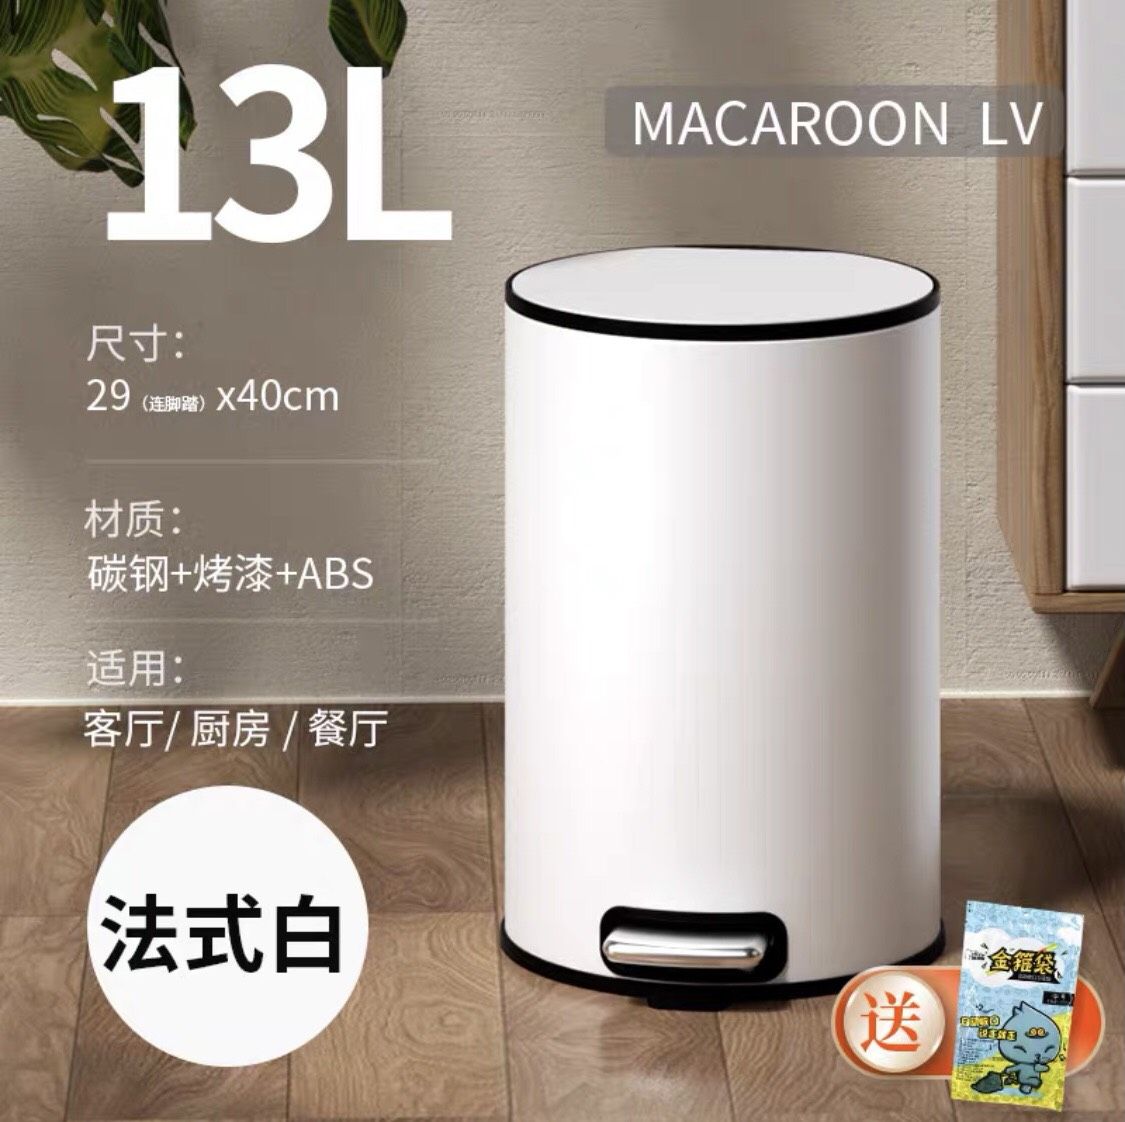 13L
MACAROON LV
尺寸：
29（连脚踏）x40cm
材质：
碳钢+烤漆+ABS
适用：
客厅/ 厨房 / 餐厅
法式白
送
金箍袋